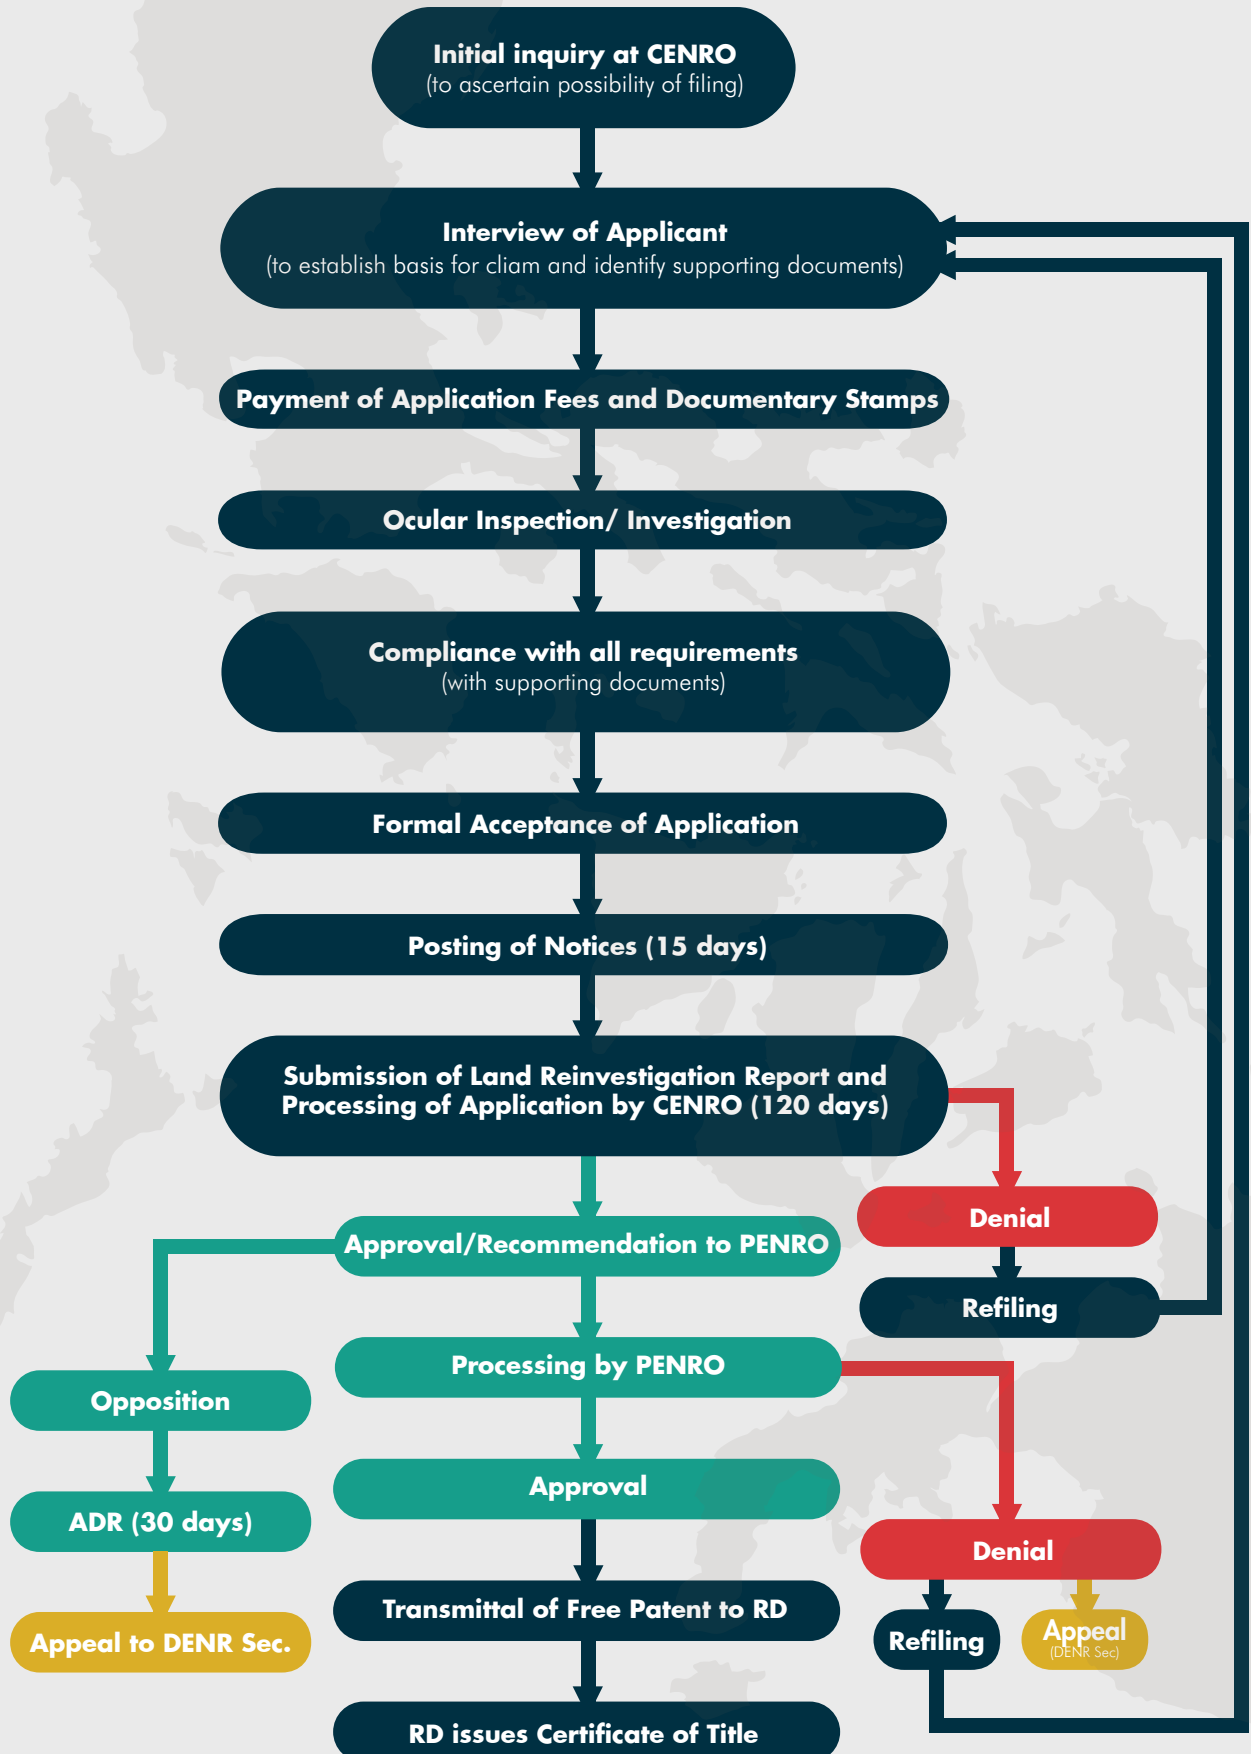 Initial inquiry at CENRO
(to ascertain possibility of filing)
Interview of Applicant
(to establish basis for cliam and identify supporting documents)
Payment of Application Fees and Documentary Stamps
Ocular Inspection/ Investigation
Compliance with all requirements
(with supporting documents)
Formal Acceptance of Application
Posting of Notices (15 days)
Submission of Land Reinvestigation Report and
Processing of Application by CENRO (120 days)
Denial
Approval/Recommendation to PENRO
Refiling
Processing by PENRO
Opposition
Approval
ADR (30 days)
Denial
Transmittal of Free Patent to RD
Appeal to DENR Sec.
Refiling
Appeal
(DENR Sec)
RD issues Certificate of Title